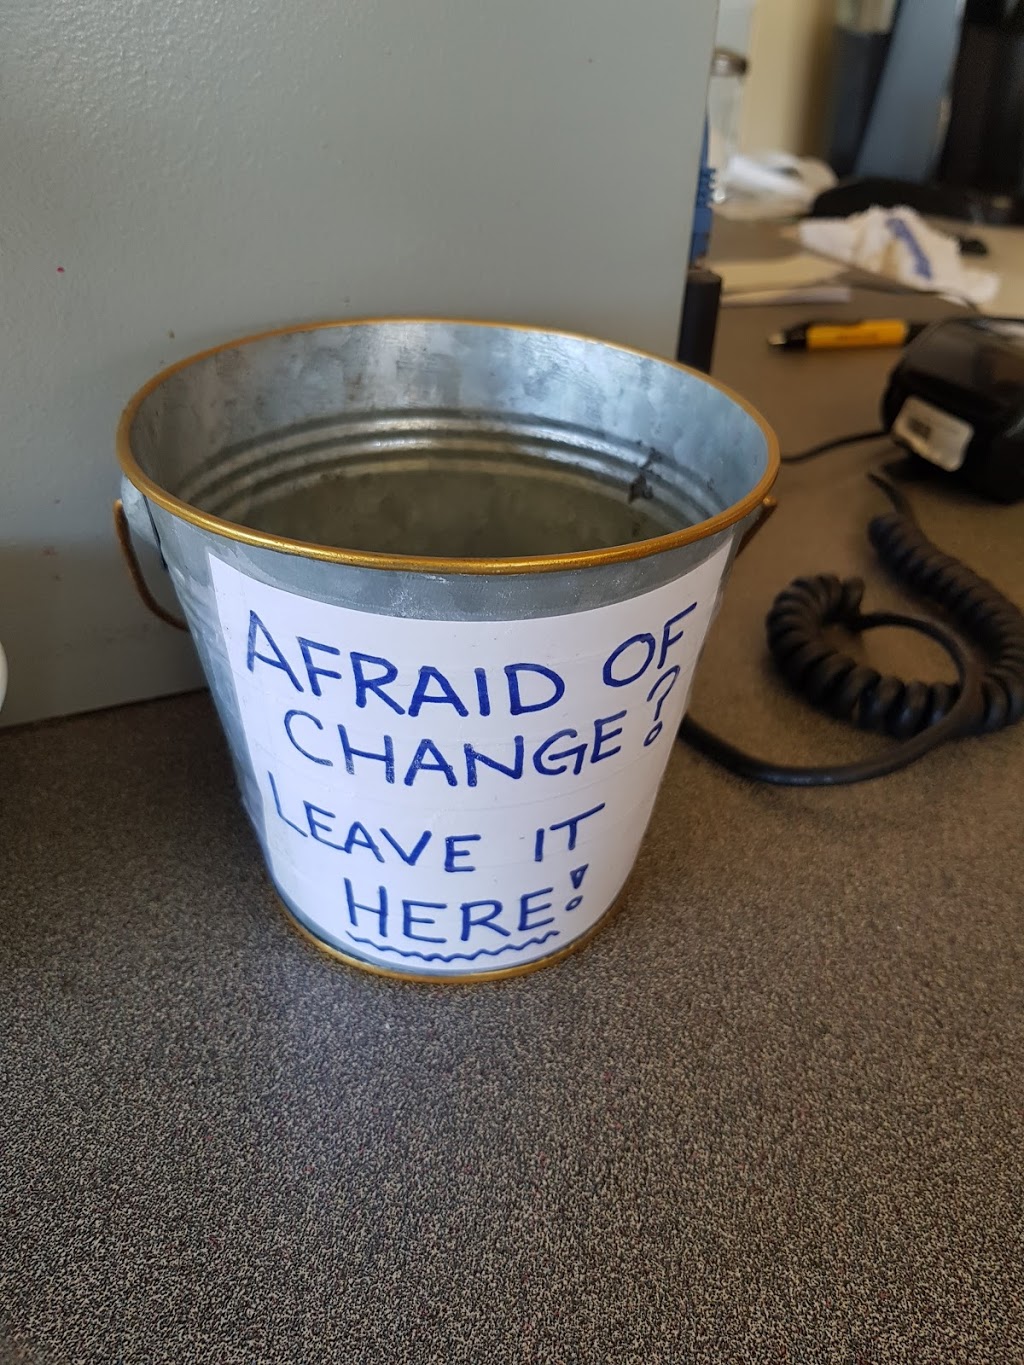 AFRAID OF
CHANGE?
LEAVE IT
HERE!